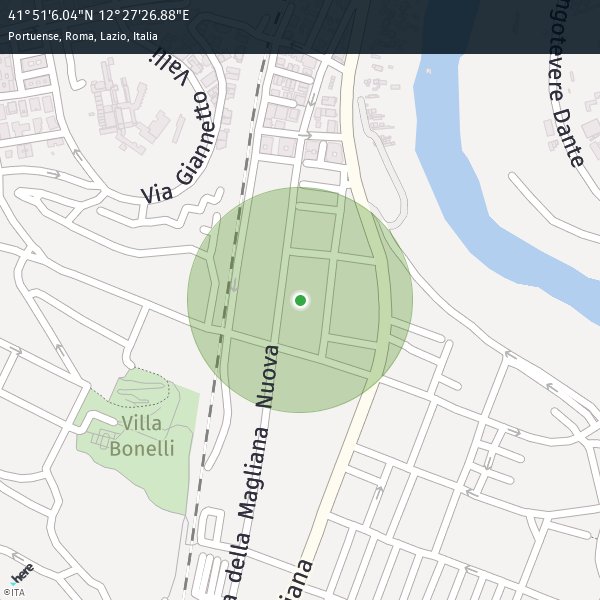 41°51'6.04"N 12°27'26.88"E
Portuense, Roma, Lazio, Italia
Via Giannetto Valli
ngotevere Dante
Villa
Bonelli
a della Magliana Nuova
iana
here
©ITA